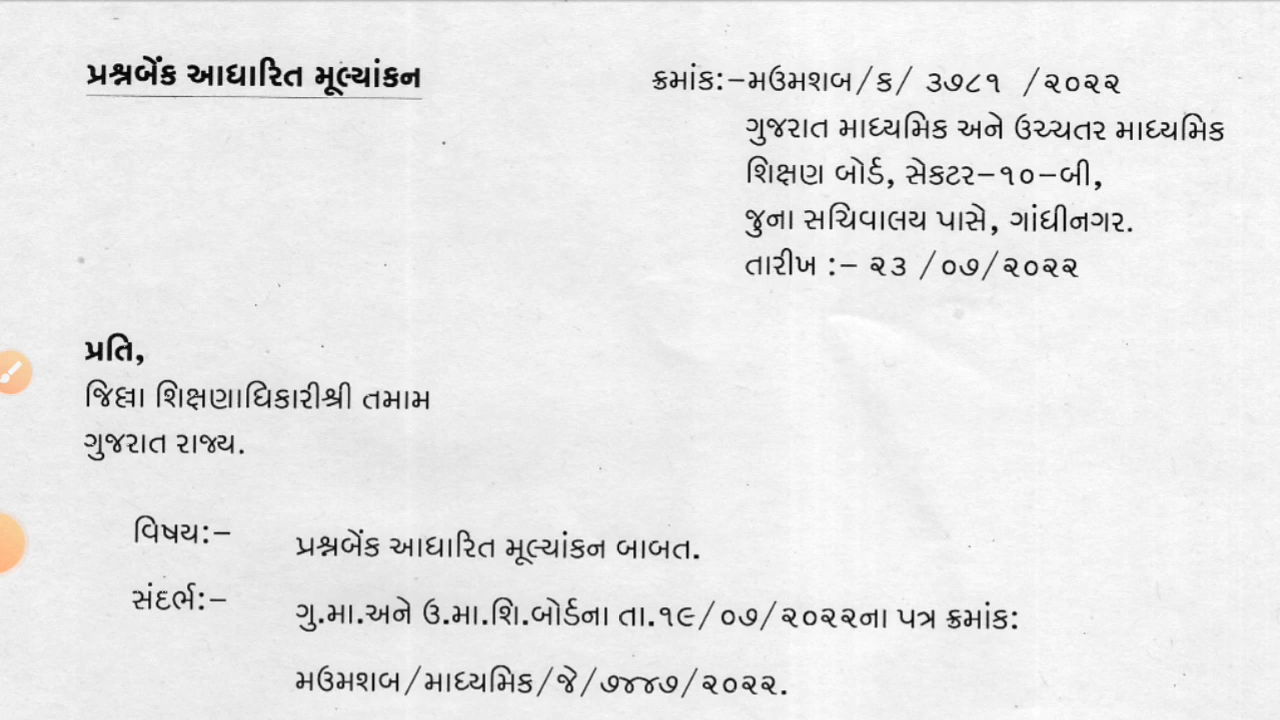 પ્રશ્નબેંક આધારિત મૂલ્યાંકન
ક્રમાંક:-મઉમશબ/ક/ ૩૭૮૧ /૨૦૨૨
ગુજરાત માધ્યમિક અને ઉચ્ચતર માધ્યમિક
શિક્ષણ બોર્ડ, સેકટર-૧૦-બી,
જુના સચિવાલય પાસે, ગાંધીનગર.
તારીખ :- ૨૩ /૦૭/૨૦૨૨
પ્રતિ,
જિલ્લા શિક્ષણાધિકારીશ્રી તમામ
ગુજરાત રાજ્ય.
વિષય:- પ્રશ્નબેંક આધારિત મૂલ્યાંકન બાબત.
સંદર્ભ:- ગુ.મા.અને ઉ.મા.શિ.બોર્ડના તા.૧૯/૦૭/૨૦૨૨ના પત્ર ક્રમાંક:
મઉમશબ/માધ્યમિક/જે/૭૪૪૭/૨૦૨૨.